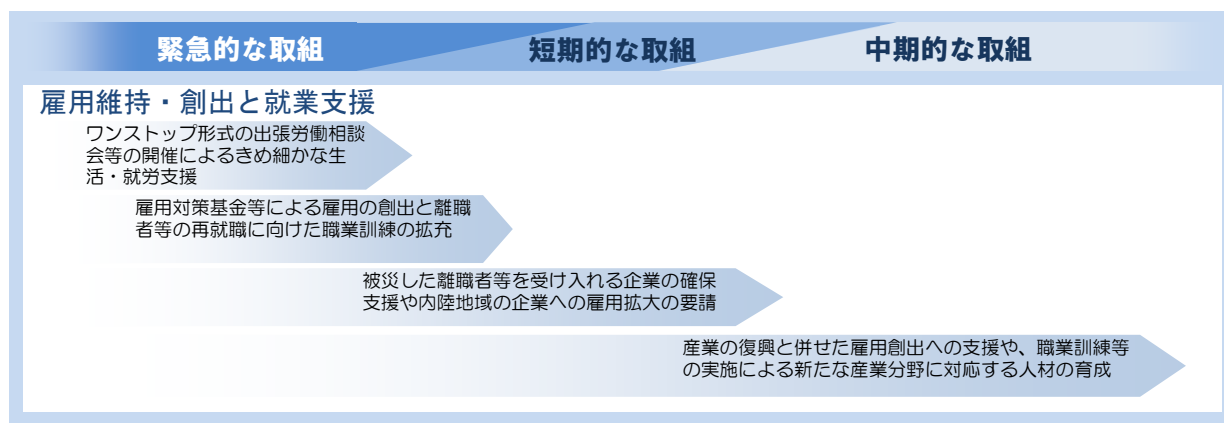 緊急的な取組
短期的な取組
中期的な取組
雇用維持・創出と就業支援
ワンストップ形式の出張労働相談
会等の開催によるきめ細かな生
活・就労支援
雇用対策基金等による雇用の創出と離職
者等の再就職に向けた職業訓練の拡充
被災した離職者等を受け入れる企業の確保
支援や内陸地域の企業への雇用拡大の要請
産業の復興と併せた雇用創出への支援や、職業訓練等
の実施による新たな産業分野に対応する人材の育成